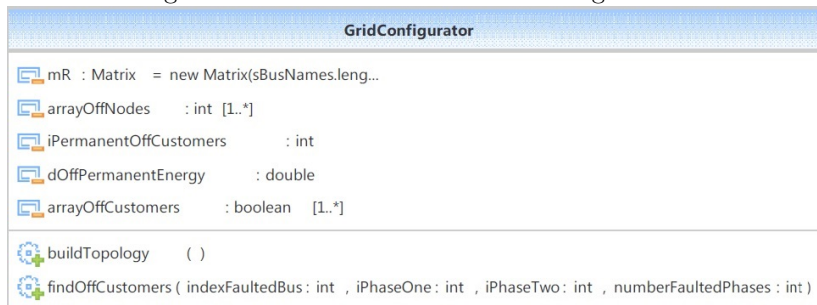 GridConfigurator
mR : Matrix = new Matrix(sBusNames.leng...
arrayOffNodes : int [1..*]
iPermanentOffCustomers : int
dOffPermanentEnergy : double
arrayOffCustomers : boolean [1..*]
buildTopology ( )
findOffCustomers ( indexFaultedBus : int , iPhaseOne : int , iPhaseTwo : int , numberFaultedPhases : int )